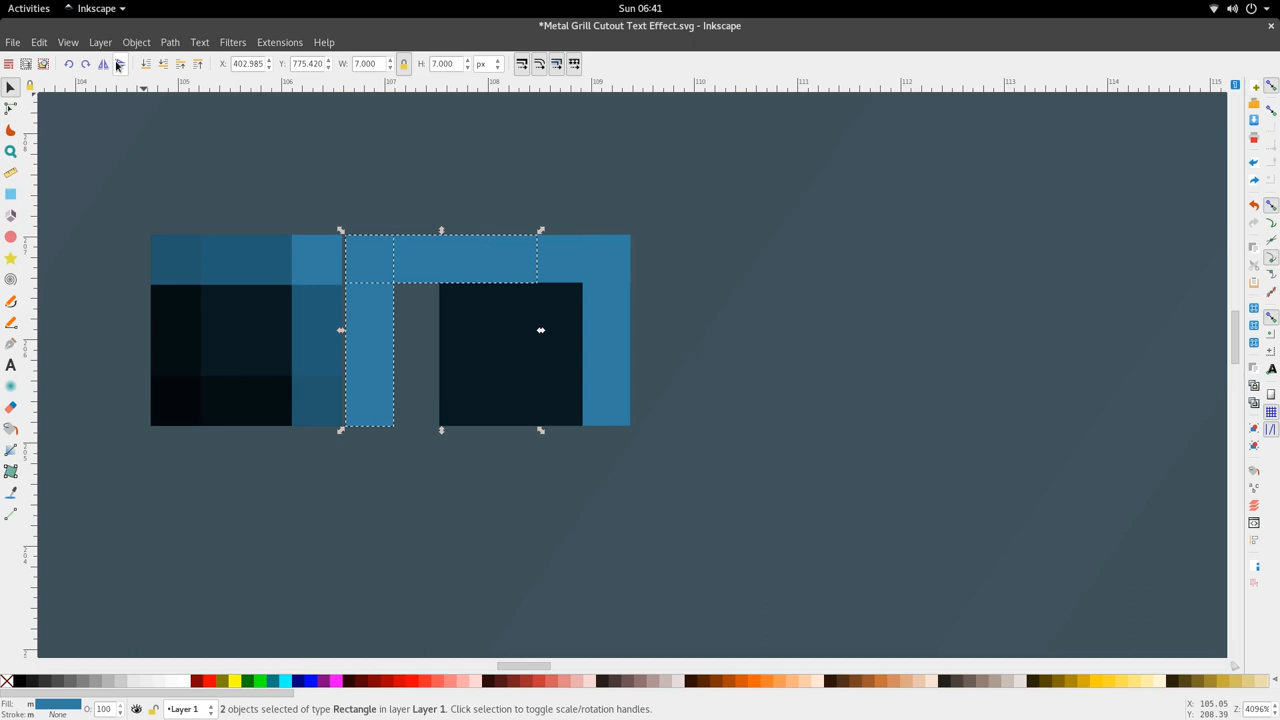 Activities
Inkscape
Sun 06:41
*Metal Grill Cutout Text Effect.svg - Inkscape
File Edit View Layer Object Path Text Filters Extensions Help
X: 402.985 Y: 775.420 W: 7.000 H: 7.000 px
104 105 106 107 108 109 110 111 112 113 114 115
Fill: m O: 100 •Layer 1 2 objects selected of type Rectangle in layer Layer 1. Click selection to toggle scale/rotation handles. X: 105.05 Z: 4096%
Stroke: m None Y: 208.39